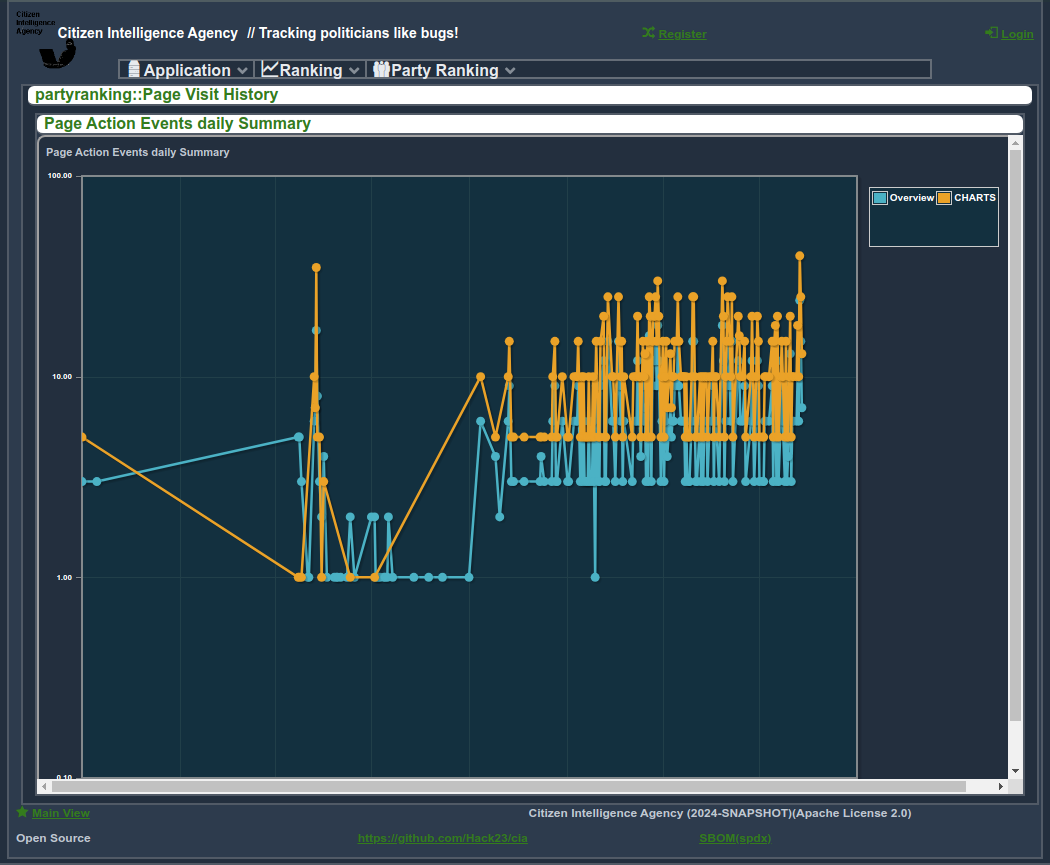 Citizen
Intelligence
Agency
Citizen Intelligence Agency // Tracking politicians like bugs!
Register
Login
Application
Ranking
Party Ranking
partyranking::Page Visit History
Page Action Events daily Summary
Page Action Events daily Summary
100.00
Overview CHARTS
10.00
1.00
0.10
Main View
Citizen Intelligence Agency (2024-SNAPSHOT)(Apache License 2.0)
Open Source
https://github.com/Hack23/cia
SBOM(spdx)